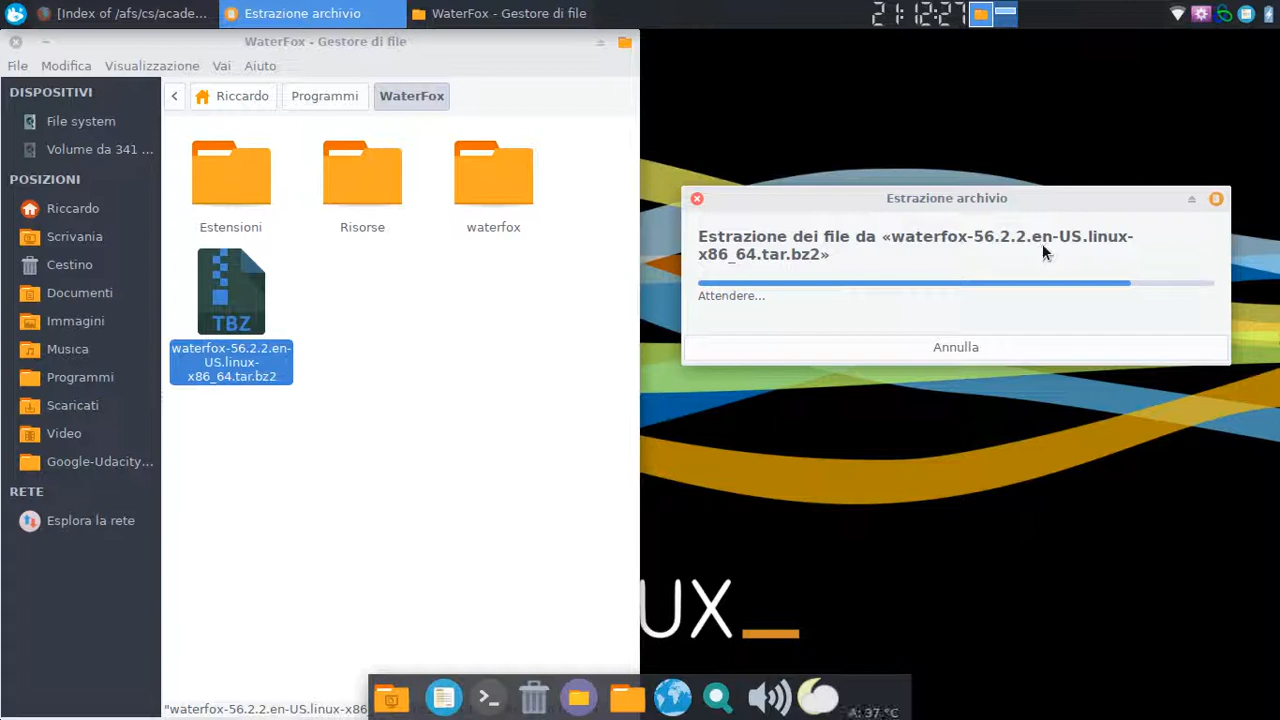 [Index of /afs/cs/acade...
Estrazione archivio
WaterFox - Gestore di file
21:12:27
WaterFox - Gestore di file
File Modifica Visualizzazione Vai Aiuto
DISPOSITIVI
File system
Volume da 341 ...
POSIZIONI
Riccardo
Scrivania
Cestino
Documenti
Immagini
Musica
Programmi
Scaricati
Video
Google-Udacity...
RETE
Esplora la rete
< Riccardo Programmi WaterFox
Estensioni
Risorse
waterfox
TBZ
waterfox-56.2.2.en-
US.linux-
x86_64.tar.bz2
"waterfox-56.2.2.en-US.linux-x86
Estrazione archivio
Estrazione dei file da «waterfox-56.2.2.en-US.linux-
x86_64.tar.bz2»
Attendere...
Annulla
UX_
A: 37 °C